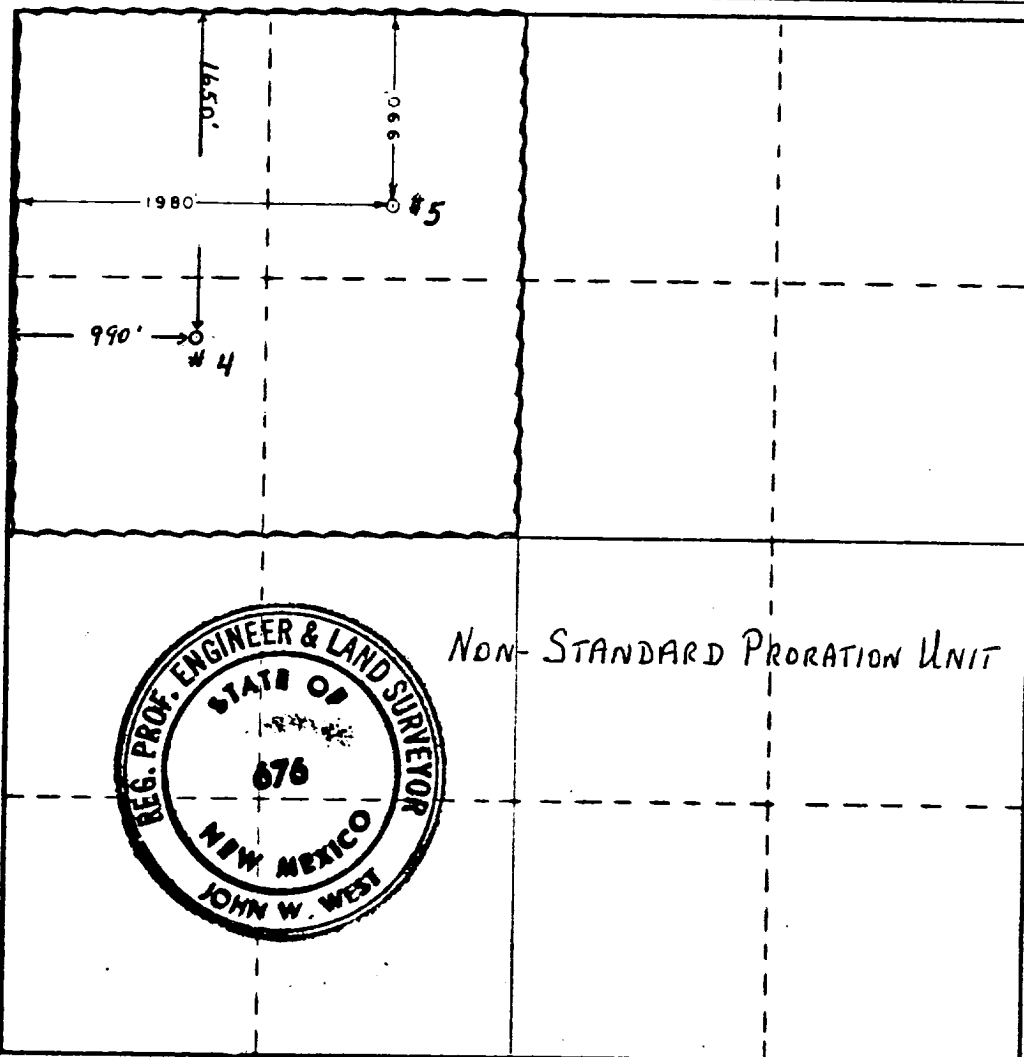 1650'
990'
1980'
#5
990'
# 4
NON-STANDARD PRORATION UNIT
REG. PROF. ENGINEER & LAND SURVEYOR
STATE OF
676
NEW MEXICO
JOHN W. WEST